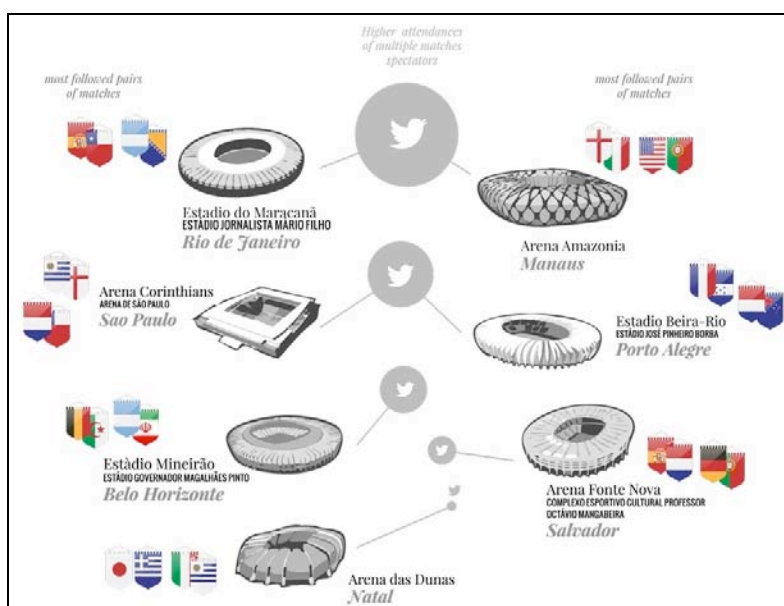 Higher attendances
of multiple matches
spectators
most followed pairs
of matches
most followed pairs
of matches
Estadio do Maracanã
ESTÁDIO JORNALISTA MÁRIO FILHO
Rio de Janeiro
Arena Amazonia
Manaus
Arena Corinthians
ARENA DE SÃO PAULO
Sao Paulo
Estadio Beira-Rio
ESTÁDIO JOSÉ PINHEIRO BORBA
Porto Alegre
Estàdio Mineirão
ESTÁDIO GOVERNADOR MAGALHÃES PINTO
Belo Horizonte
Arena Fonte Nova
COMPLEXO ESPORTIVO CULTURAL PROFESSOR
OCTÁVIO MANGABEIRA
Salvador
Arena das Dunas
Natal